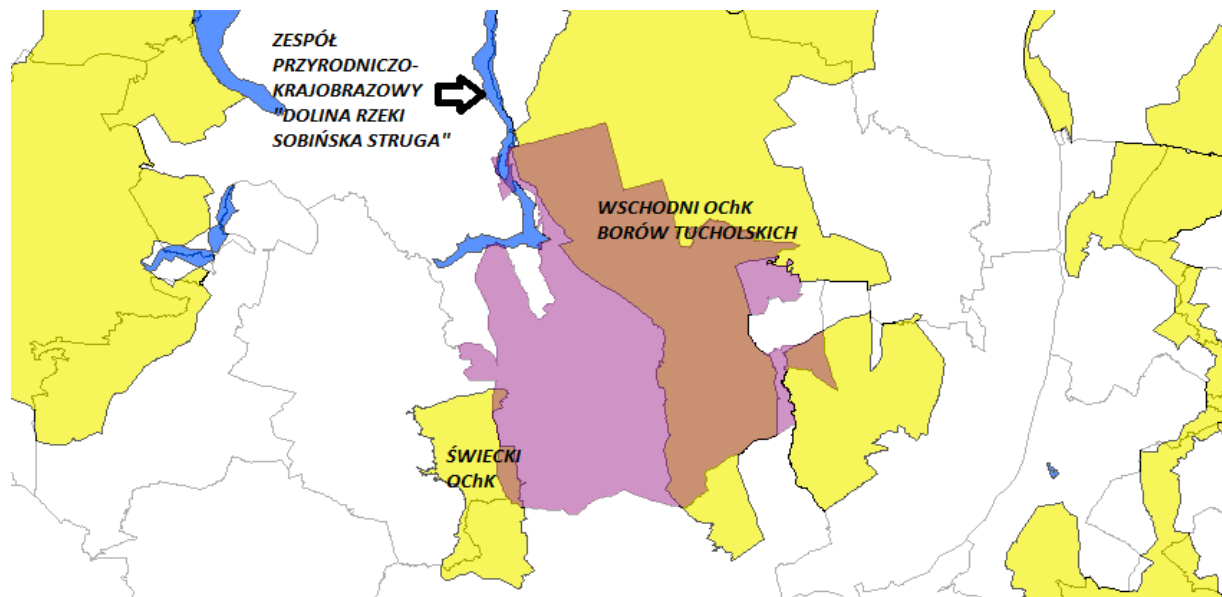 ZESPÓŁ
PRZYRODNICZO-
KRAJOBRAZOWY
"DOLINA RZEKI
SOBIŃSKA STRUGA"
WSCHODNI OChK
BORÓW TUCHOLSKICH
ŚWIECKI
OChK